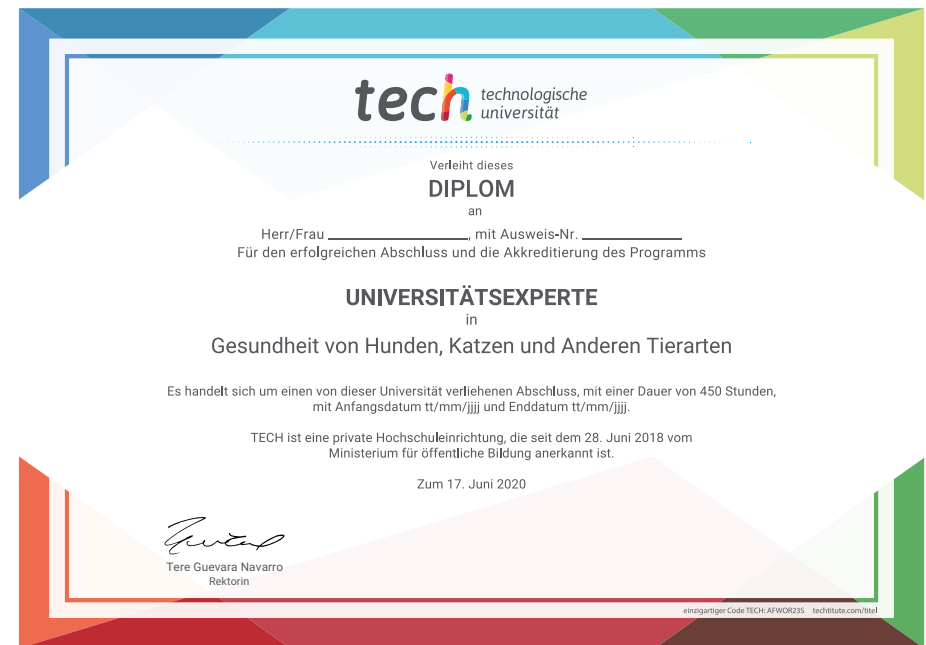 tech technologische
universität
Verleiht dieses
DIPLOM
an
Herr/Frau ____________________, mit Ausweis-Nr. ______________
Für den erfolgreichen Abschluss und die Akkreditierung des Programms
UNIVERSITÄTSEXPERTE
in
Gesundheit von Hunden, Katzen und Anderen Tierarten
Es handelt sich um einen von dieser Universität verliehenen Abschluss, mit einer Dauer von 450 Stunden,
mit Anfangsdatum tt/mm/jjjj und Enddatum tt/mm/jjjj.
TECH ist eine private Hochschuleinrichtung, die seit dem 28. Juni 2018 vom
Ministerium für öffentliche Bildung anerkannt ist.
Zum 17. Juni 2020
Tere Guevara Navarro
Rektorin
einzigartiger Code TECH: AFWOR23S techtitute.com/titel